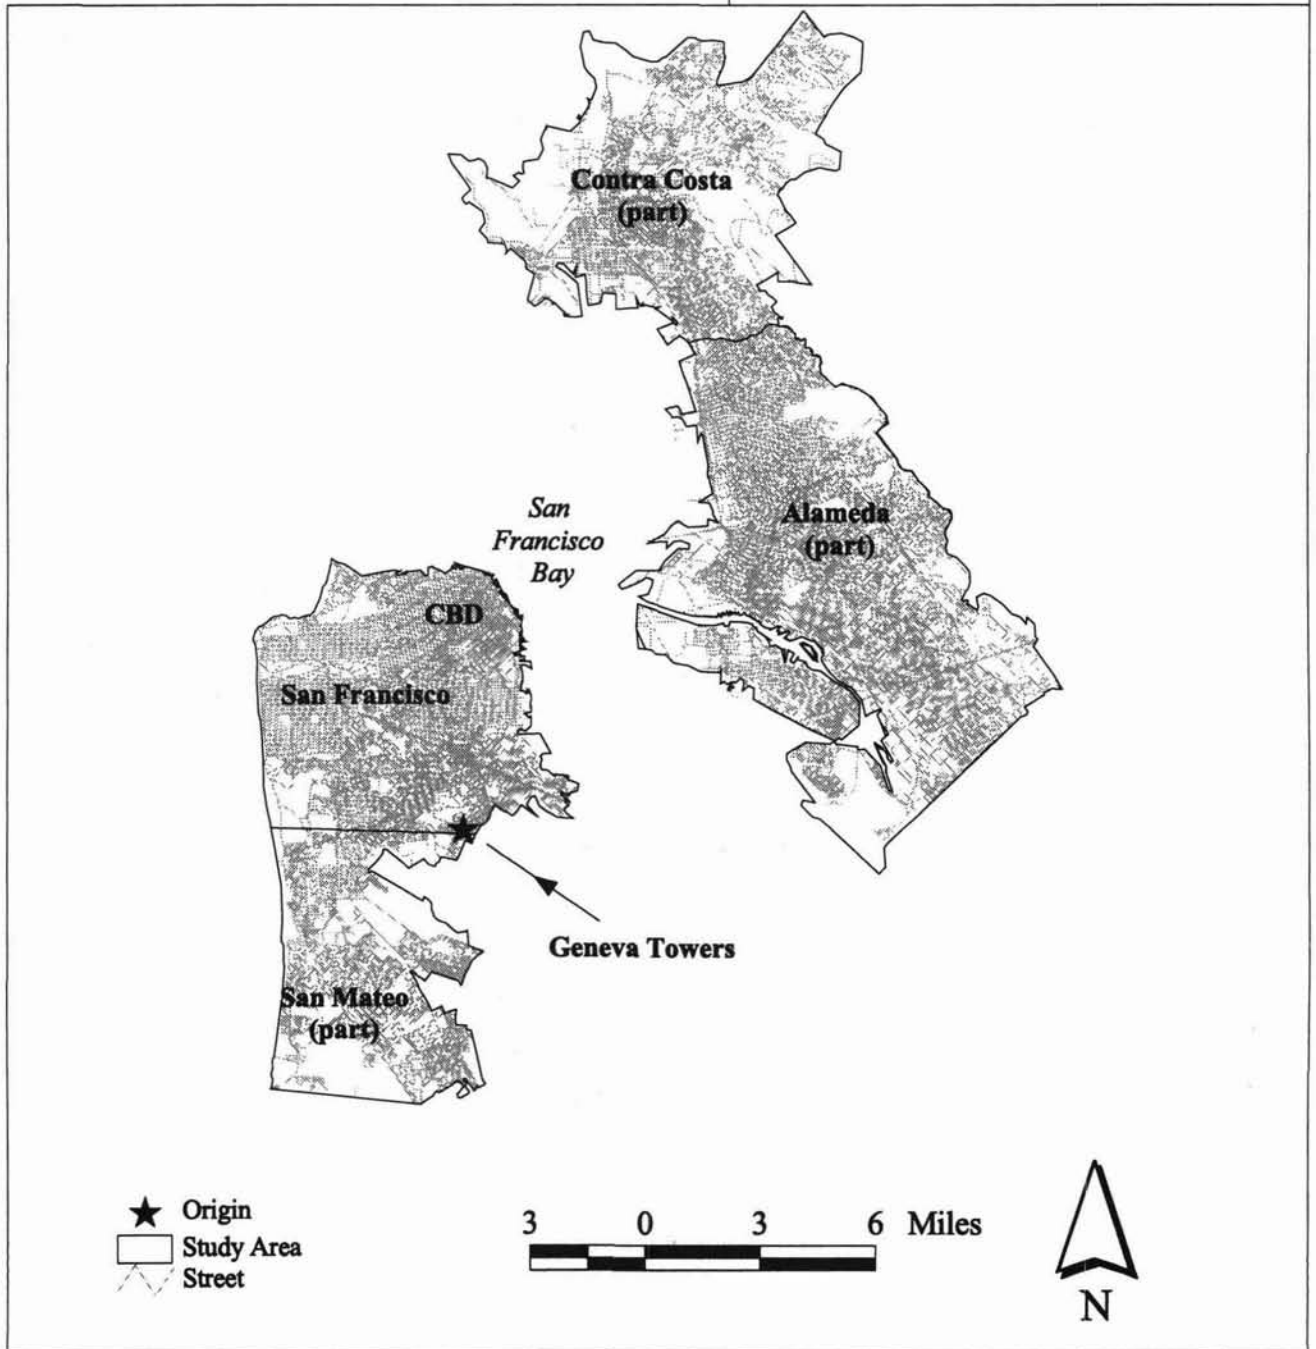 Contra Costa
(part)
San
Francisco
Bay
Alameda
(part)
CBD
San Francisco
Geneva Towers
San Mateo
(part)
Origin
Study Area
Street
3 0 3 6 Miles
N